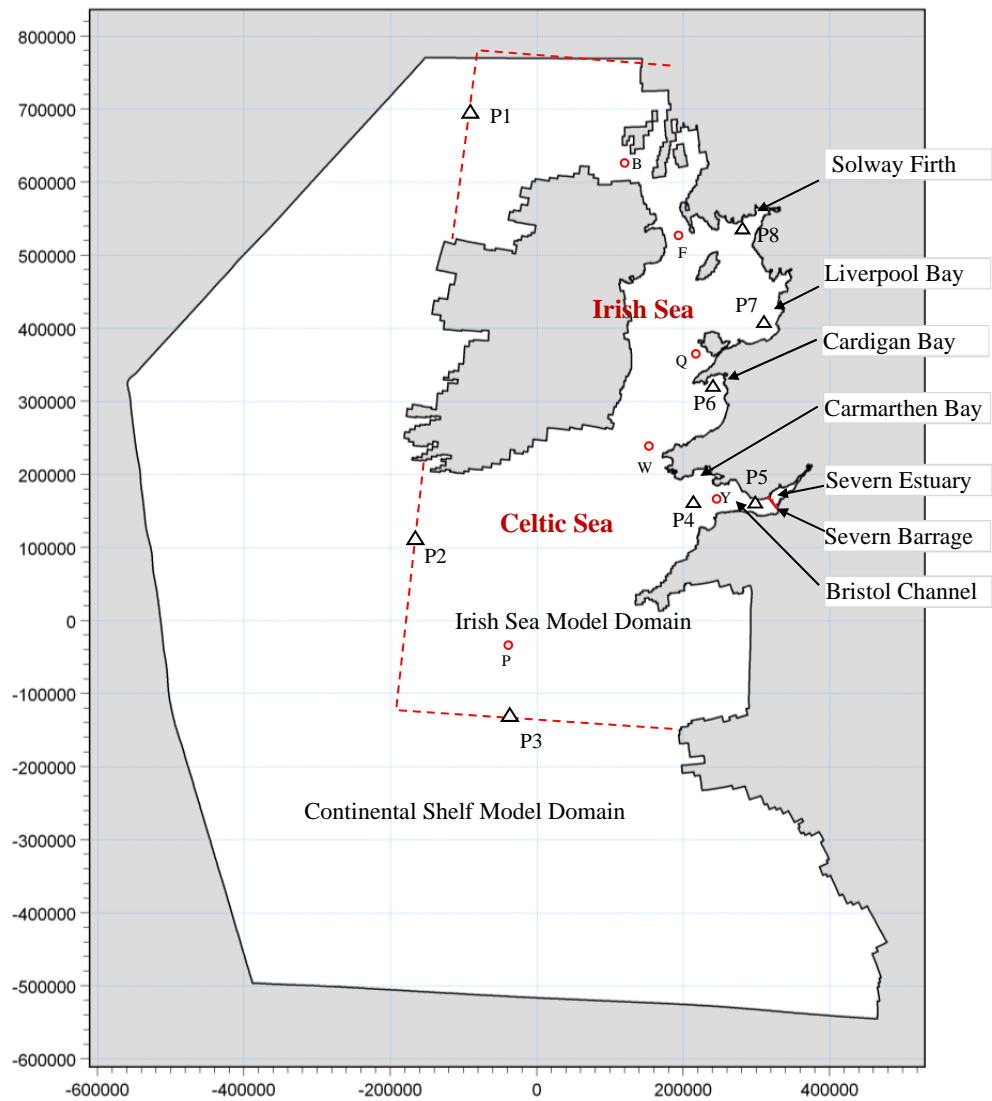 800000
700000
P1
B
Solway Firth
600000
P8
F
500000
Liverpool Bay
P7
Irish Sea
400000
Cardigan Bay
Q
P6
300000
Carmarthen Bay
W
200000
P5
Severn Estuary
Y
P4
Celtic Sea
Severn Barrage
100000
P2
Bristol Channel
0
Irish Sea Model Domain
P
-100000
P3
-200000
Continental Shelf Model Domain
-300000
-400000
-500000
-600000
-600000 -400000 -200000 0 200000 400000